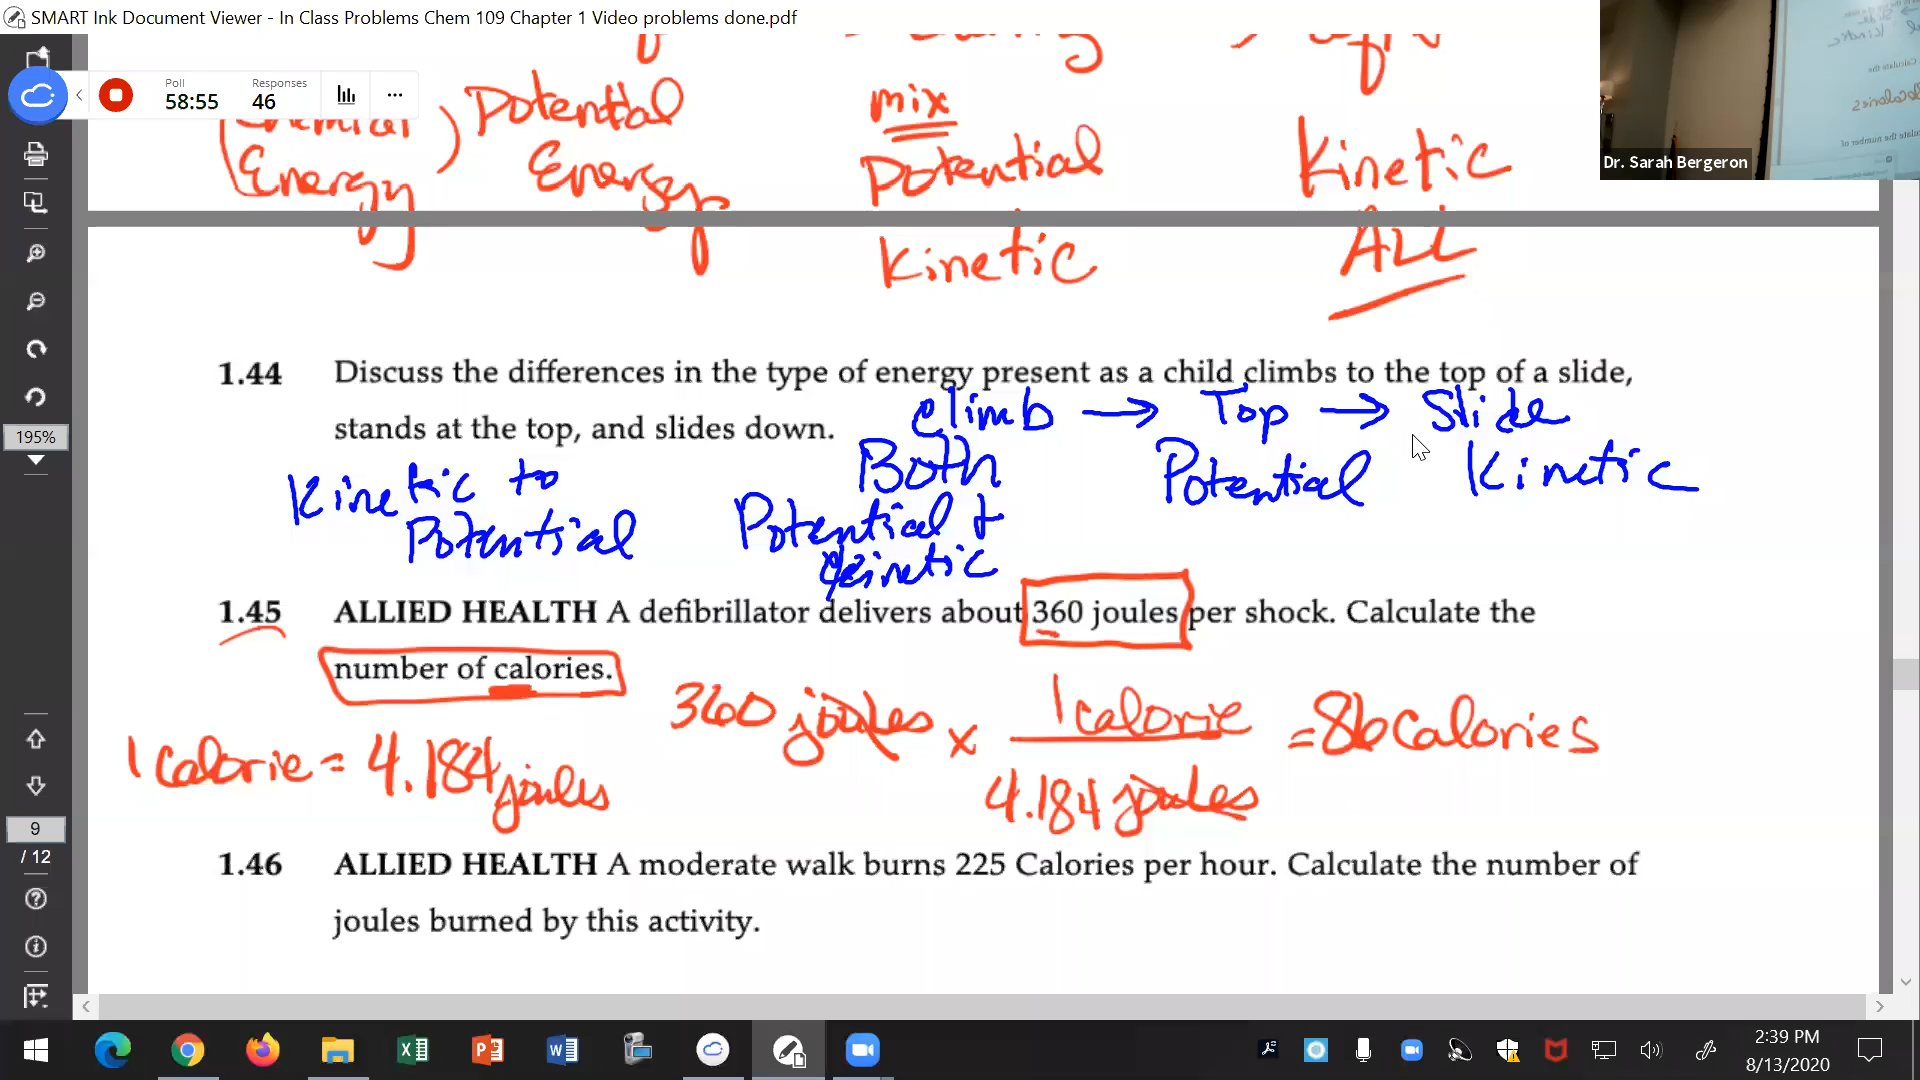 SMART Ink Document Viewer - In Class Problems Chem 109 Chapter 1 Video problems done.pdf
Poll
58:55
Responses
46
Energy) Potential Energy
mix
Potential
Kinetic
Kinetic
ALL
Dr. Sarah Bergeron
1.44 Discuss the differences in the type of energy present as a child climbs to the top of a slide,
stands at the top, and slides down.
climb → Top → Slide
Kinetic to Potential
Both
Potential + kinetic
Potential
Kinetic
1.45 ALLIED HEALTH A defibrillator delivers about 360 joules per shock. Calculate the
number of calories.
360 joules x 1 calorie
4.184 joules
= 86 Calories
1 Calorie = 4.184 joules
1.46 ALLIED HEALTH A moderate walk burns 225 Calories per hour. Calculate the number of
joules burned by this activity.
195%
9
/ 12
2:39 PM
8/13/2020